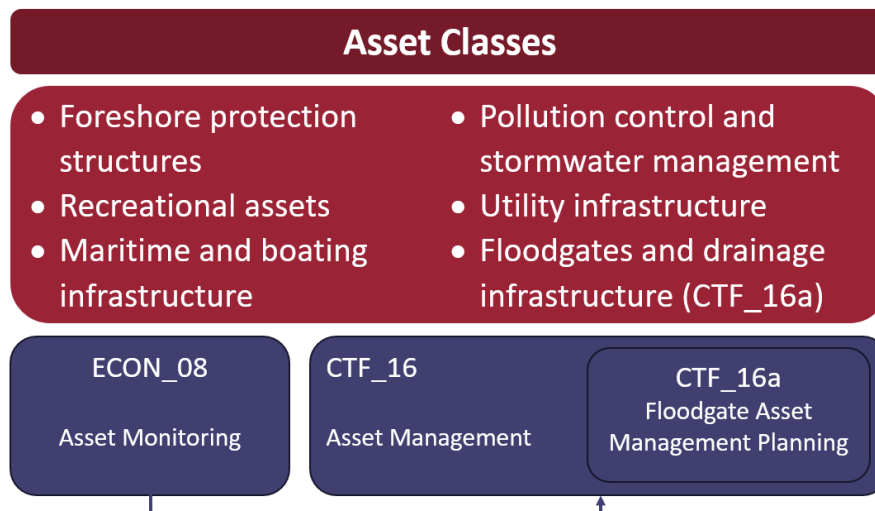 Asset Classes
• Foreshore protection
structures
• Recreational assets
• Maritime and boating
infrastructure
• Pollution control and
stormwater management
• Utility infrastructure
• Floodgates and drainage
infrastructure (CTF_16a)
ECON_08
Asset Monitoring
CTF_16
Asset Management
CTF_16a
Floodgate Asset
Management Planning